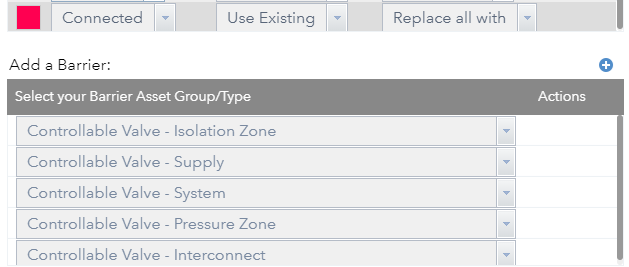 Connected Use Existing Replace all with
Add a Barrier:
Select your Barrier Asset Group/Type Actions
Controllable Valve - Isolation Zone
Controllable Valve - Supply
Controllable Valve - System
Controllable Valve - Pressure Zone
Controllable Valve - Interconnect